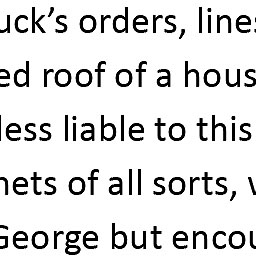 uck’s orders, lines
ed roof of a hous
less liable to this
nets of all sorts, v
George but encou